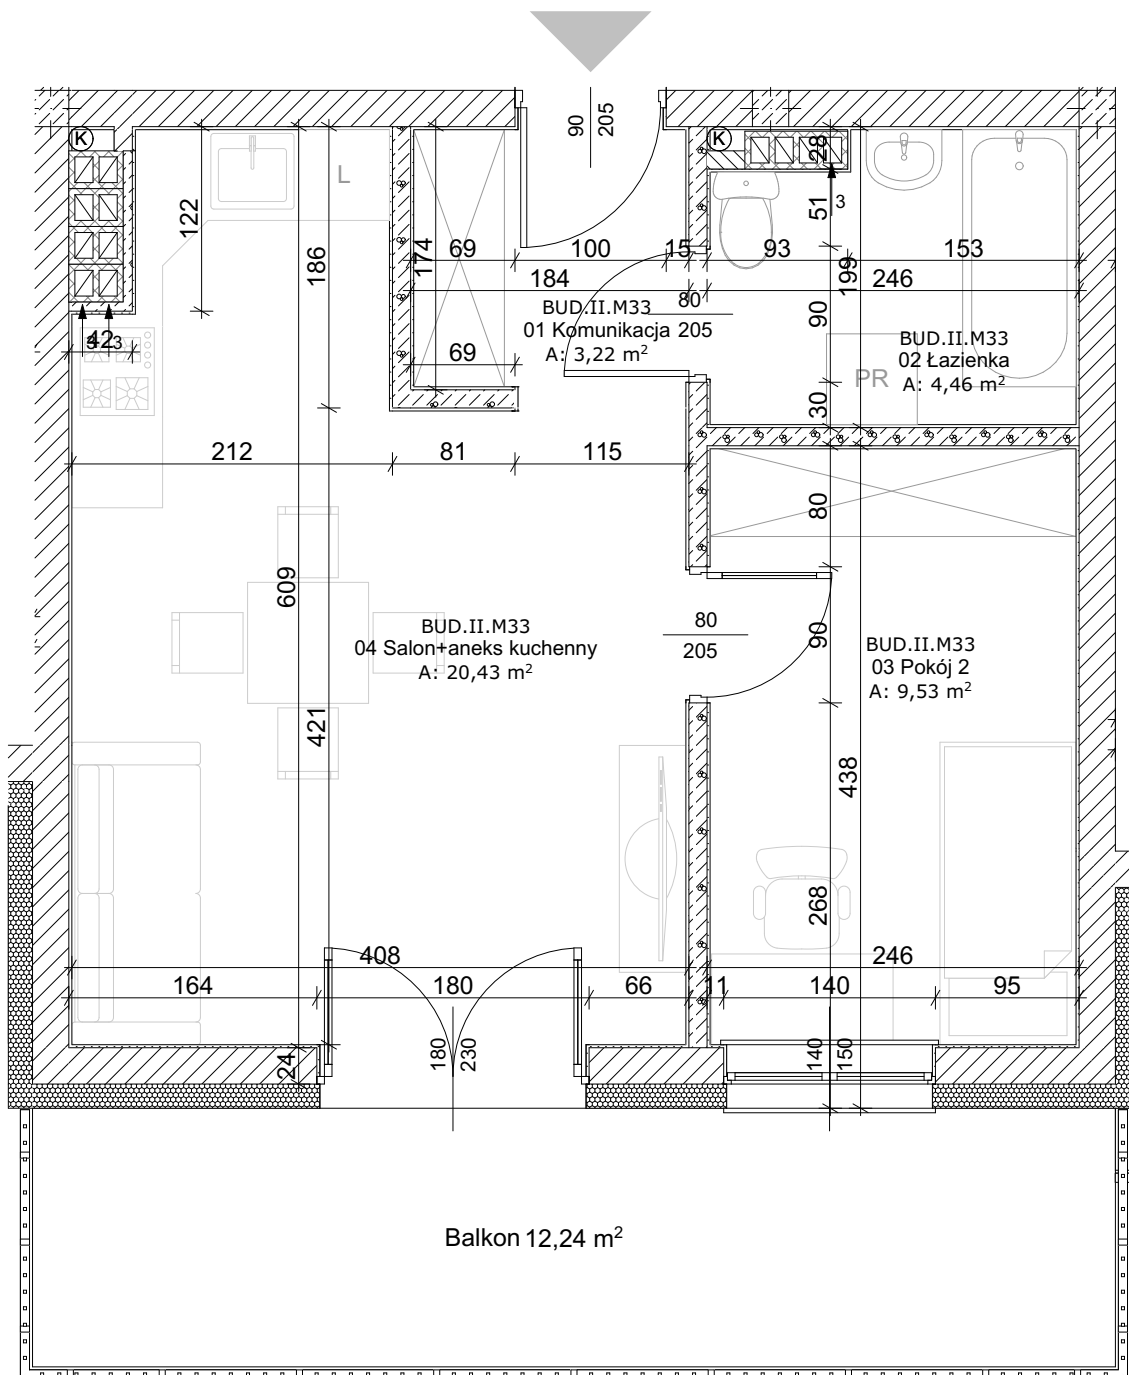 90
205
K
K
28
L
3
51
122
186
174
69
100
15
93
153
199
184
246
BUD.II.M33
80
01 Komunikacja 205
A: 3,22 m²
90
BUD.II.M33
02 Łazienka
A: 4,46 m²
42
3
69
PR
30
212
81
115
80
609
BUD.II.M33
04 Salon+aneks kuchenny
A: 20,43 m²
80
205
90
BUD.II.M33
03 Pokój 2
A: 9,53 m²
421
438
268
408
246
164
180
66
11
140
95
24
180
230
140
150
Balkon 12,24 m²